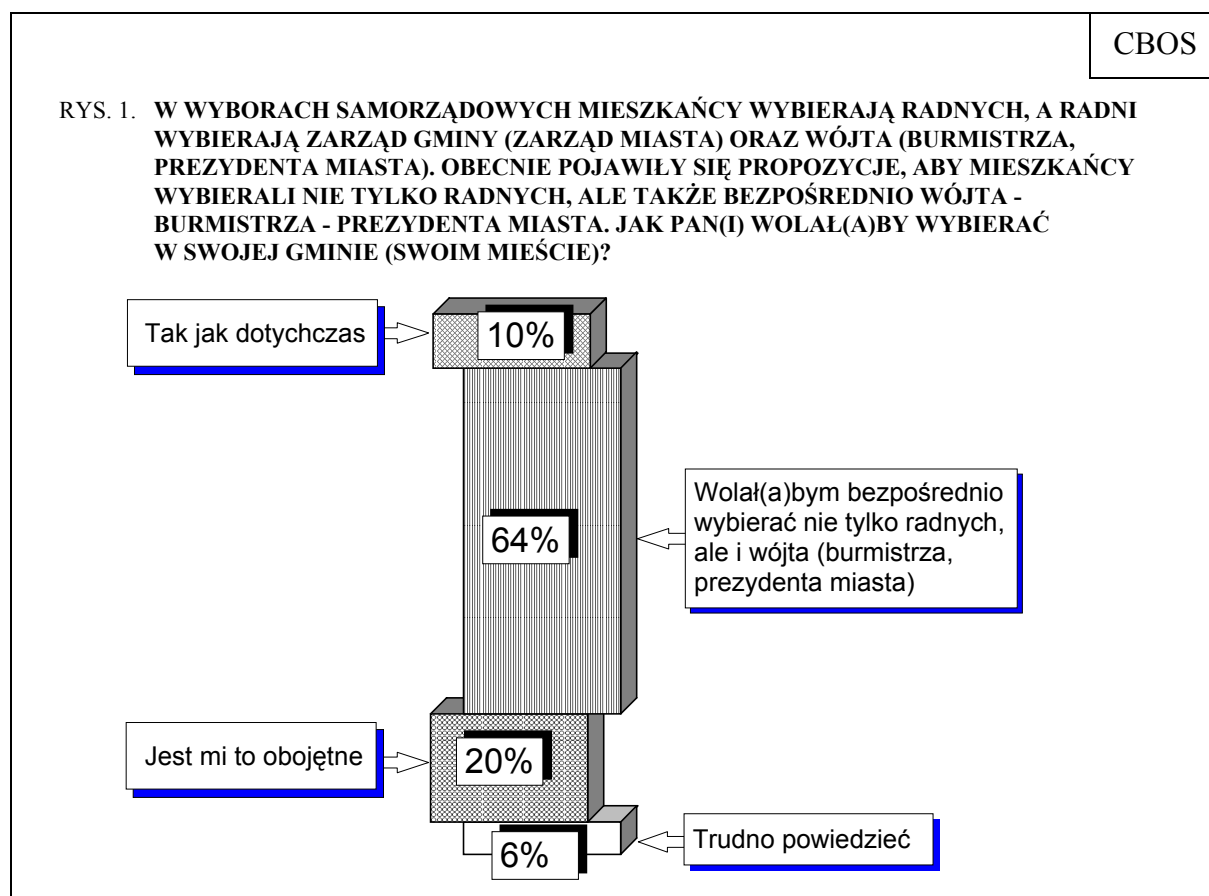 CBOS
RYS. 1. W WYBORACH SAMORZĄDOWYCH MIESZKAŃCY WYBIERAJĄ RADNYCH, A RADNI
WYBIERAJĄ ZARZĄD GMINY (ZARZĄD MIASTA) ORAZ WÓJTA (BURMISTRZA,
PREZYDENTA MIASTA). OBECNIE POJAWIŁY SIĘ PROPOZYCJE, ABY MIESZKAŃCY
WYBIERALI NIE TYLKO RADNYCH, ALE TAKŻE BEZPOŚREDNIO WÓJTA -
BURMISTRZA - PREZYDENTA MIASTA. JAK PAN(I) WOLAŁ(A)BY WYBIERAĆ
W SWOJEJ GMINIE (SWOIM MIEŚCIE)?
Tak jak dotychczas
10%
64%
Wolał(a)bym bezpośrednio
wybierać nie tylko radnych,
ale i wójta (burmistrza,
prezydenta miasta)
Jest mi to obojętne
20%
6%
Trudno powiedzieć